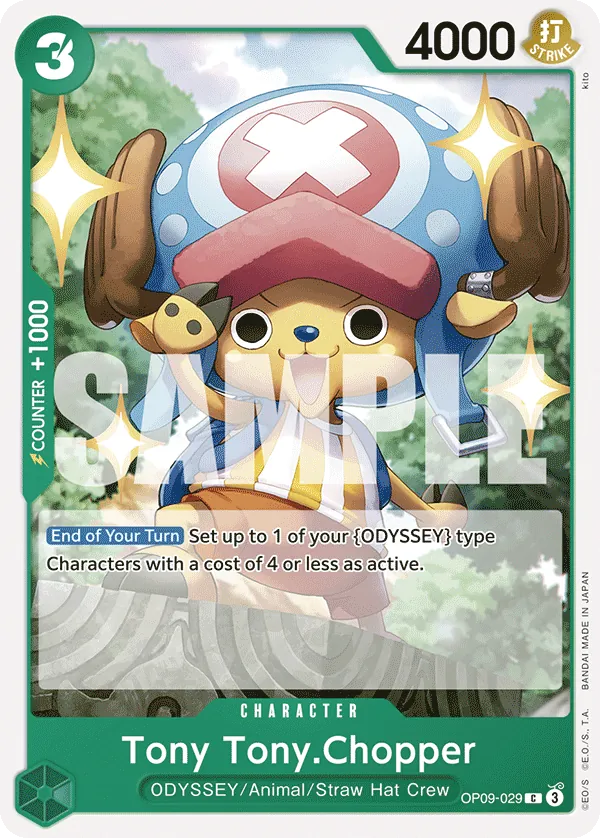 3
4000
打
STRIKE
kito
COUNTER +1000
SAMPLE
End of Your Turn Set up to 1 of your {ODYSSEY} type
Characters with a cost of 4 or less as active.
CHARACTER
Tony Tony.Chopper
ODYSSEY/Animal/Straw Hat Crew
OP09-029 C 3
©E.O/S ©E.O./S., T.A. BANDAI MADE IN JAPAN